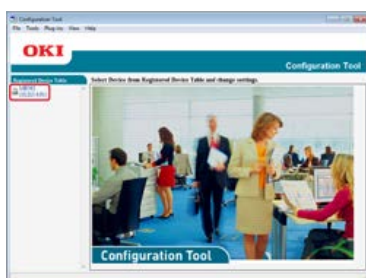 Configuration Tool
File Tools Plug-in View Help
OKI
Configuration Tool
Registered Device Table
Select Device from Registered Device Table and change settings.
Configuration Tool